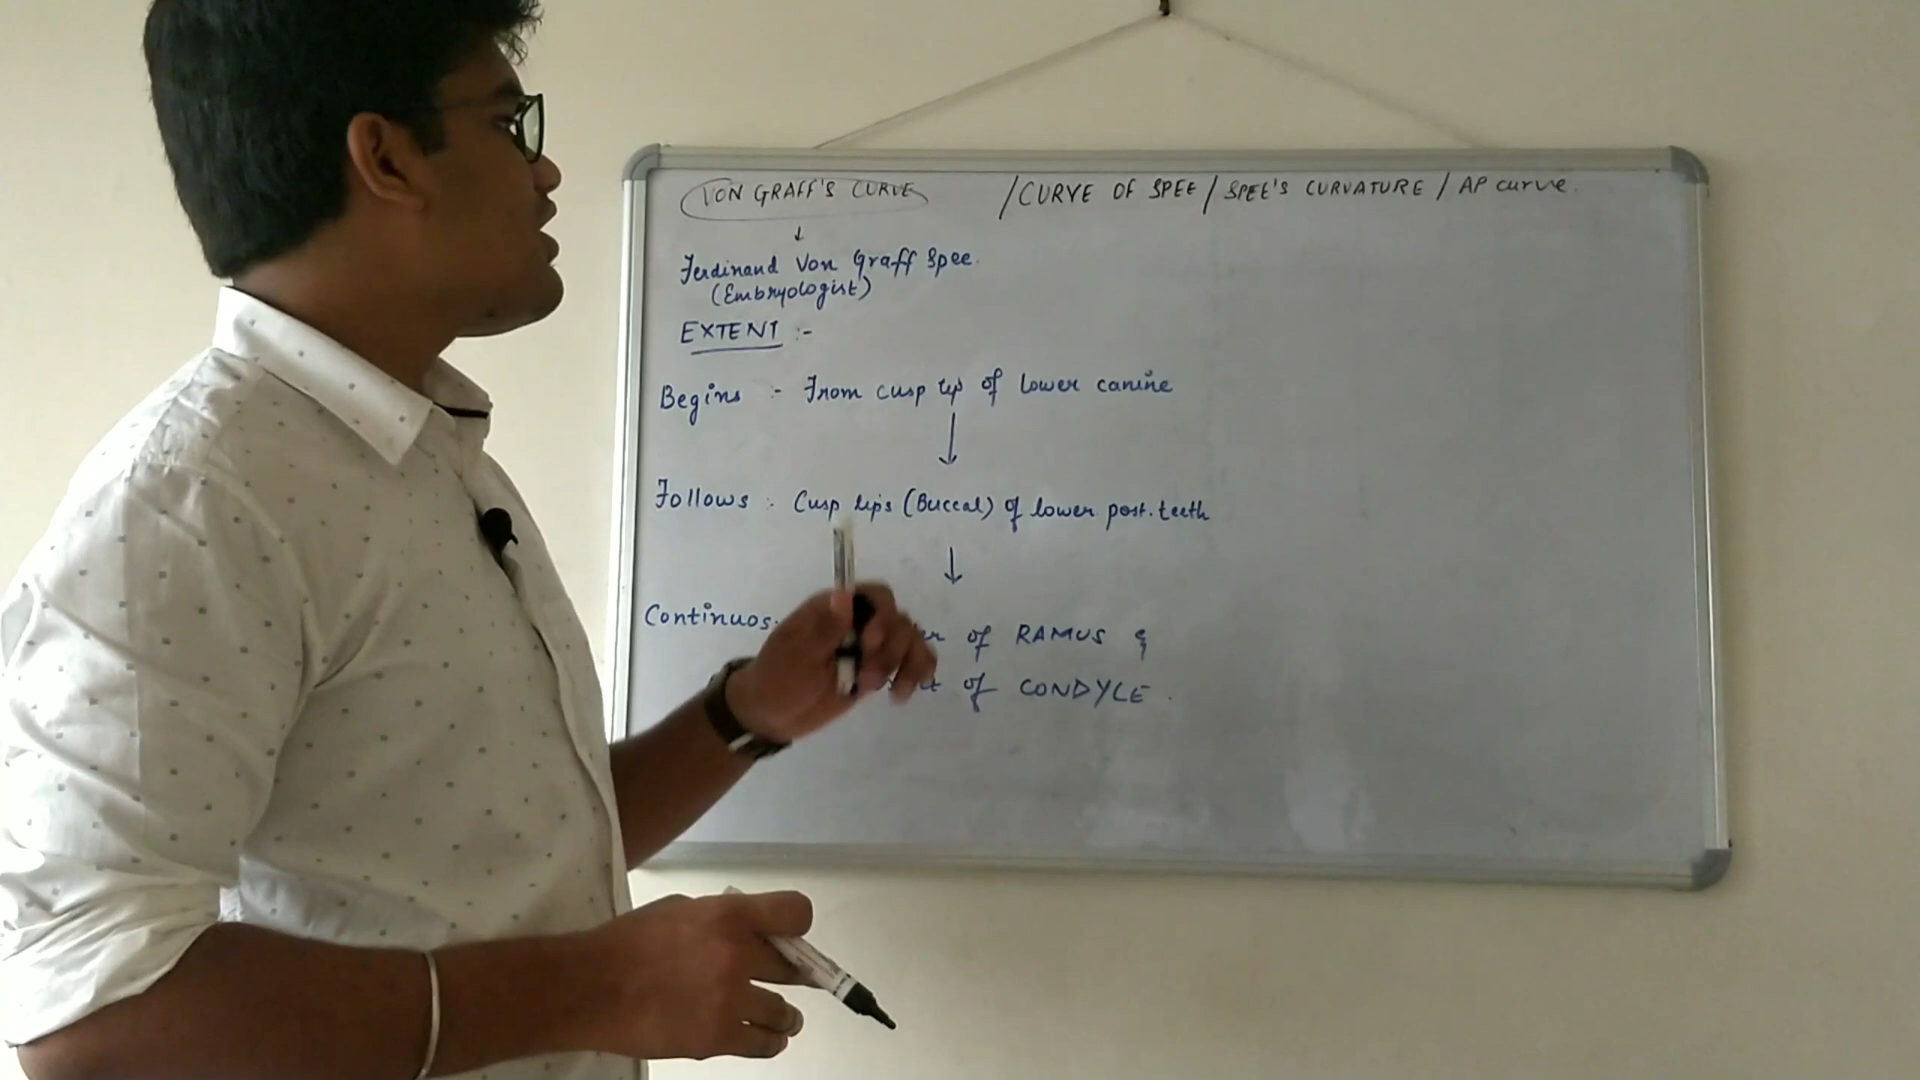 VON GRAFF'S CURVE /CURVE OF SPEE / SPEE'S CURVATURE / AP curve.
↓
Ferdinand Von Graff Spee.
(Embryologist)
EXTENT :-
Begins :- From cusp tip of lower canine
↓
Follows : Cusp tips (Buccal) of lower post. teeth
↓
Continuos. of RAMUS &
of CONDYLE.